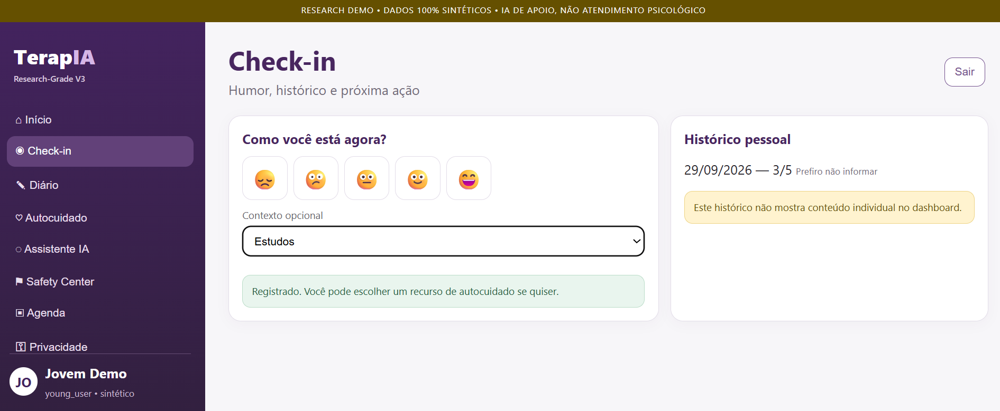 RESEARCH DEMO • DADOS 100% SINTÉTICOS • IA DE APOIO, NÃO ATENDIMENTO PSICOLÓGICO
TerapIA
Research-Grade V3
Início
Check-in
Diário
Autocuidado
Assistente IA
Safety Center
Agenda
Privacidade
JO
Jovem Demo
young_user • sintético
Check-in
Humor, histórico e próxima ação
Sair
Como você está agora?
Contexto opcional
Estudos
Registrado. Você pode escolher um recurso de autocuidado se quiser.
Histórico pessoal
29/09/2026 — 3/5 Prefiro não informar
Este histórico não mostra conteúdo individual no dashboard.